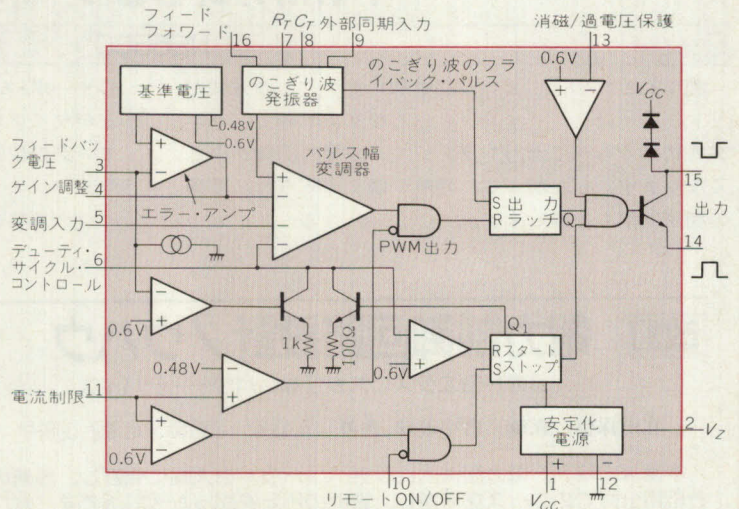 フィード
フォワード
16
R_T C_T 外部同期入力
7
8
9
消磁/過電圧保護
13
基準電圧
のこぎり波
発振器
のこぎり波のフラ
イバック・パルス
0.6V
V_CC
0.48V
0.6V
フィードバッ
ク電圧
3
ゲイン調整
4
エラー・アンプ
パルス幅
変調器
変調入力
5
PWM出力
S 出力
R ラッチ
Q
15
出力
14
デューティ・
サイクル・
コントロール
6
0.6V
1k
100Ω
Q₁
0.48V
0.6V
Rスタート
Sストップ
電流制限
11
0.6V
10
リモートON/OFF
安定化
電源
2
V_Z
+
−
1
12
V_CC